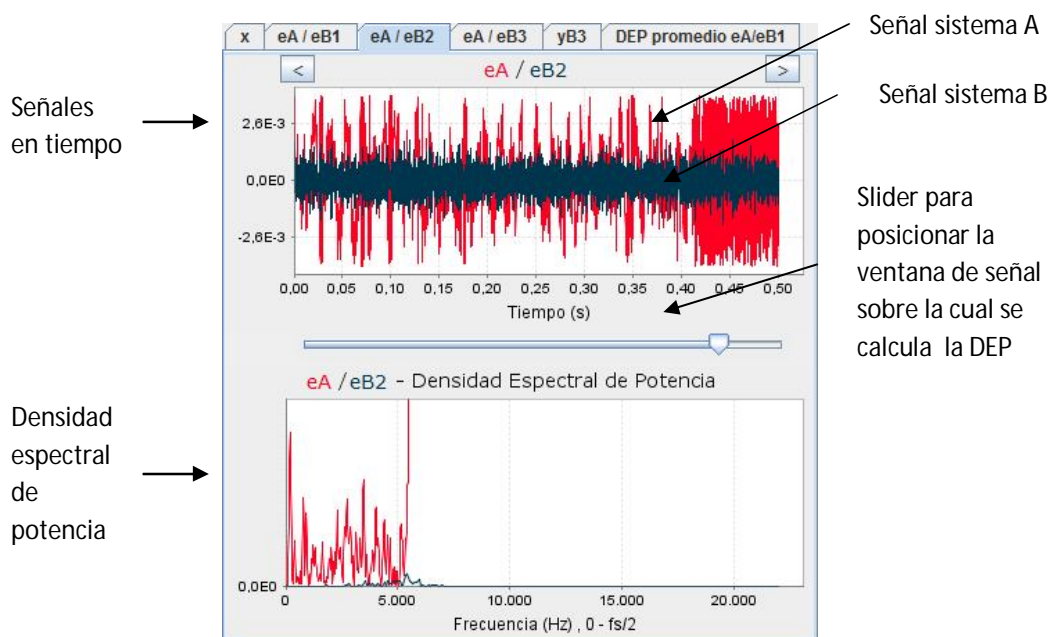 x eA / eB1 eA / eB2 eA / eB3 yB3 DEP promedio eA/eB1
< eA / eB2 >
Señal sistema A
Señal sistema B
Señales
en tiempo
2,6E-3
0,0E0
-2,6E-3
0,00 0,05 0,10 0,15 0,20 0,25 0,30 0,35 0,40 0,45 0,50
Tiempo (s)
Slider para
posicionar la
ventana de señal
sobre la cual se
calcula la DEP
eA / eB2 - Densidad Espectral de Potencia
Densidad
espectral
de
potencia
0,0E0
0 5.000 10.000 15.000 20.000
Frecuencia (Hz) , 0 - fs/2